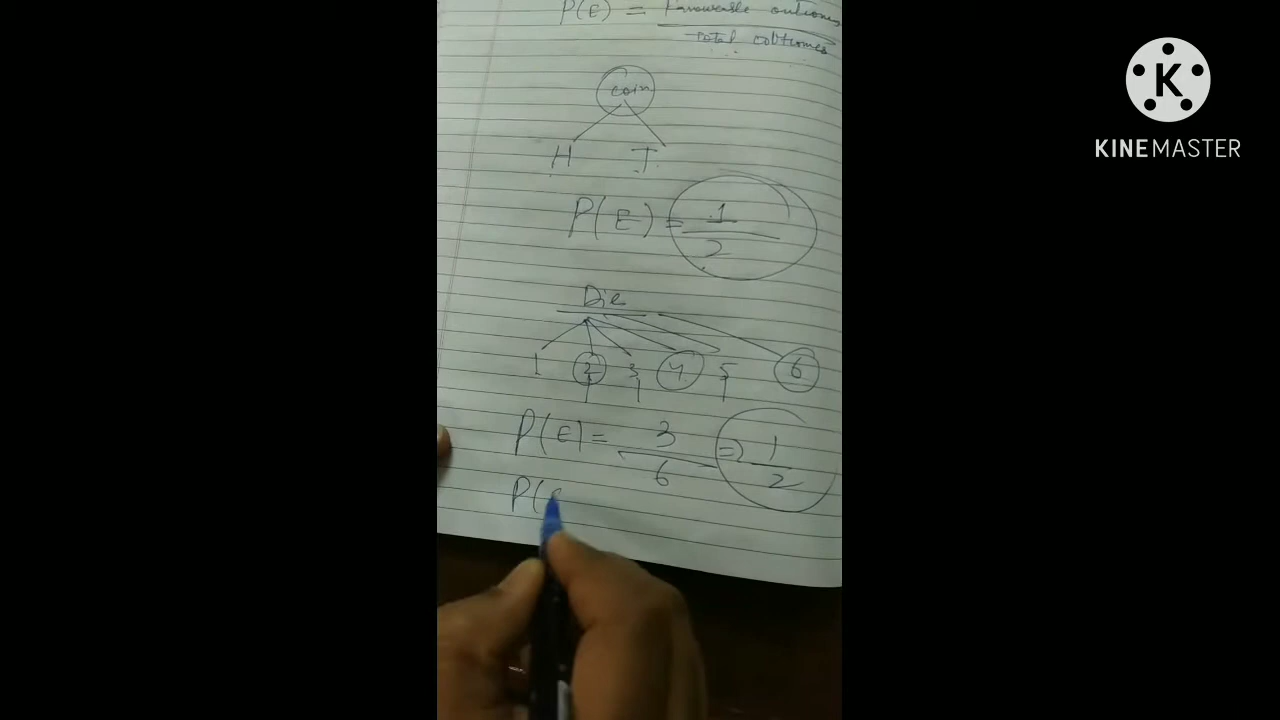 P(E) = Favourable outcomes
Total outcomes
coin
H T
P(E) = 1
2
Die
1 2 3 4 5 6
P(E) = 3 ⇒ 1
6 2
P(
K
KINEMASTER